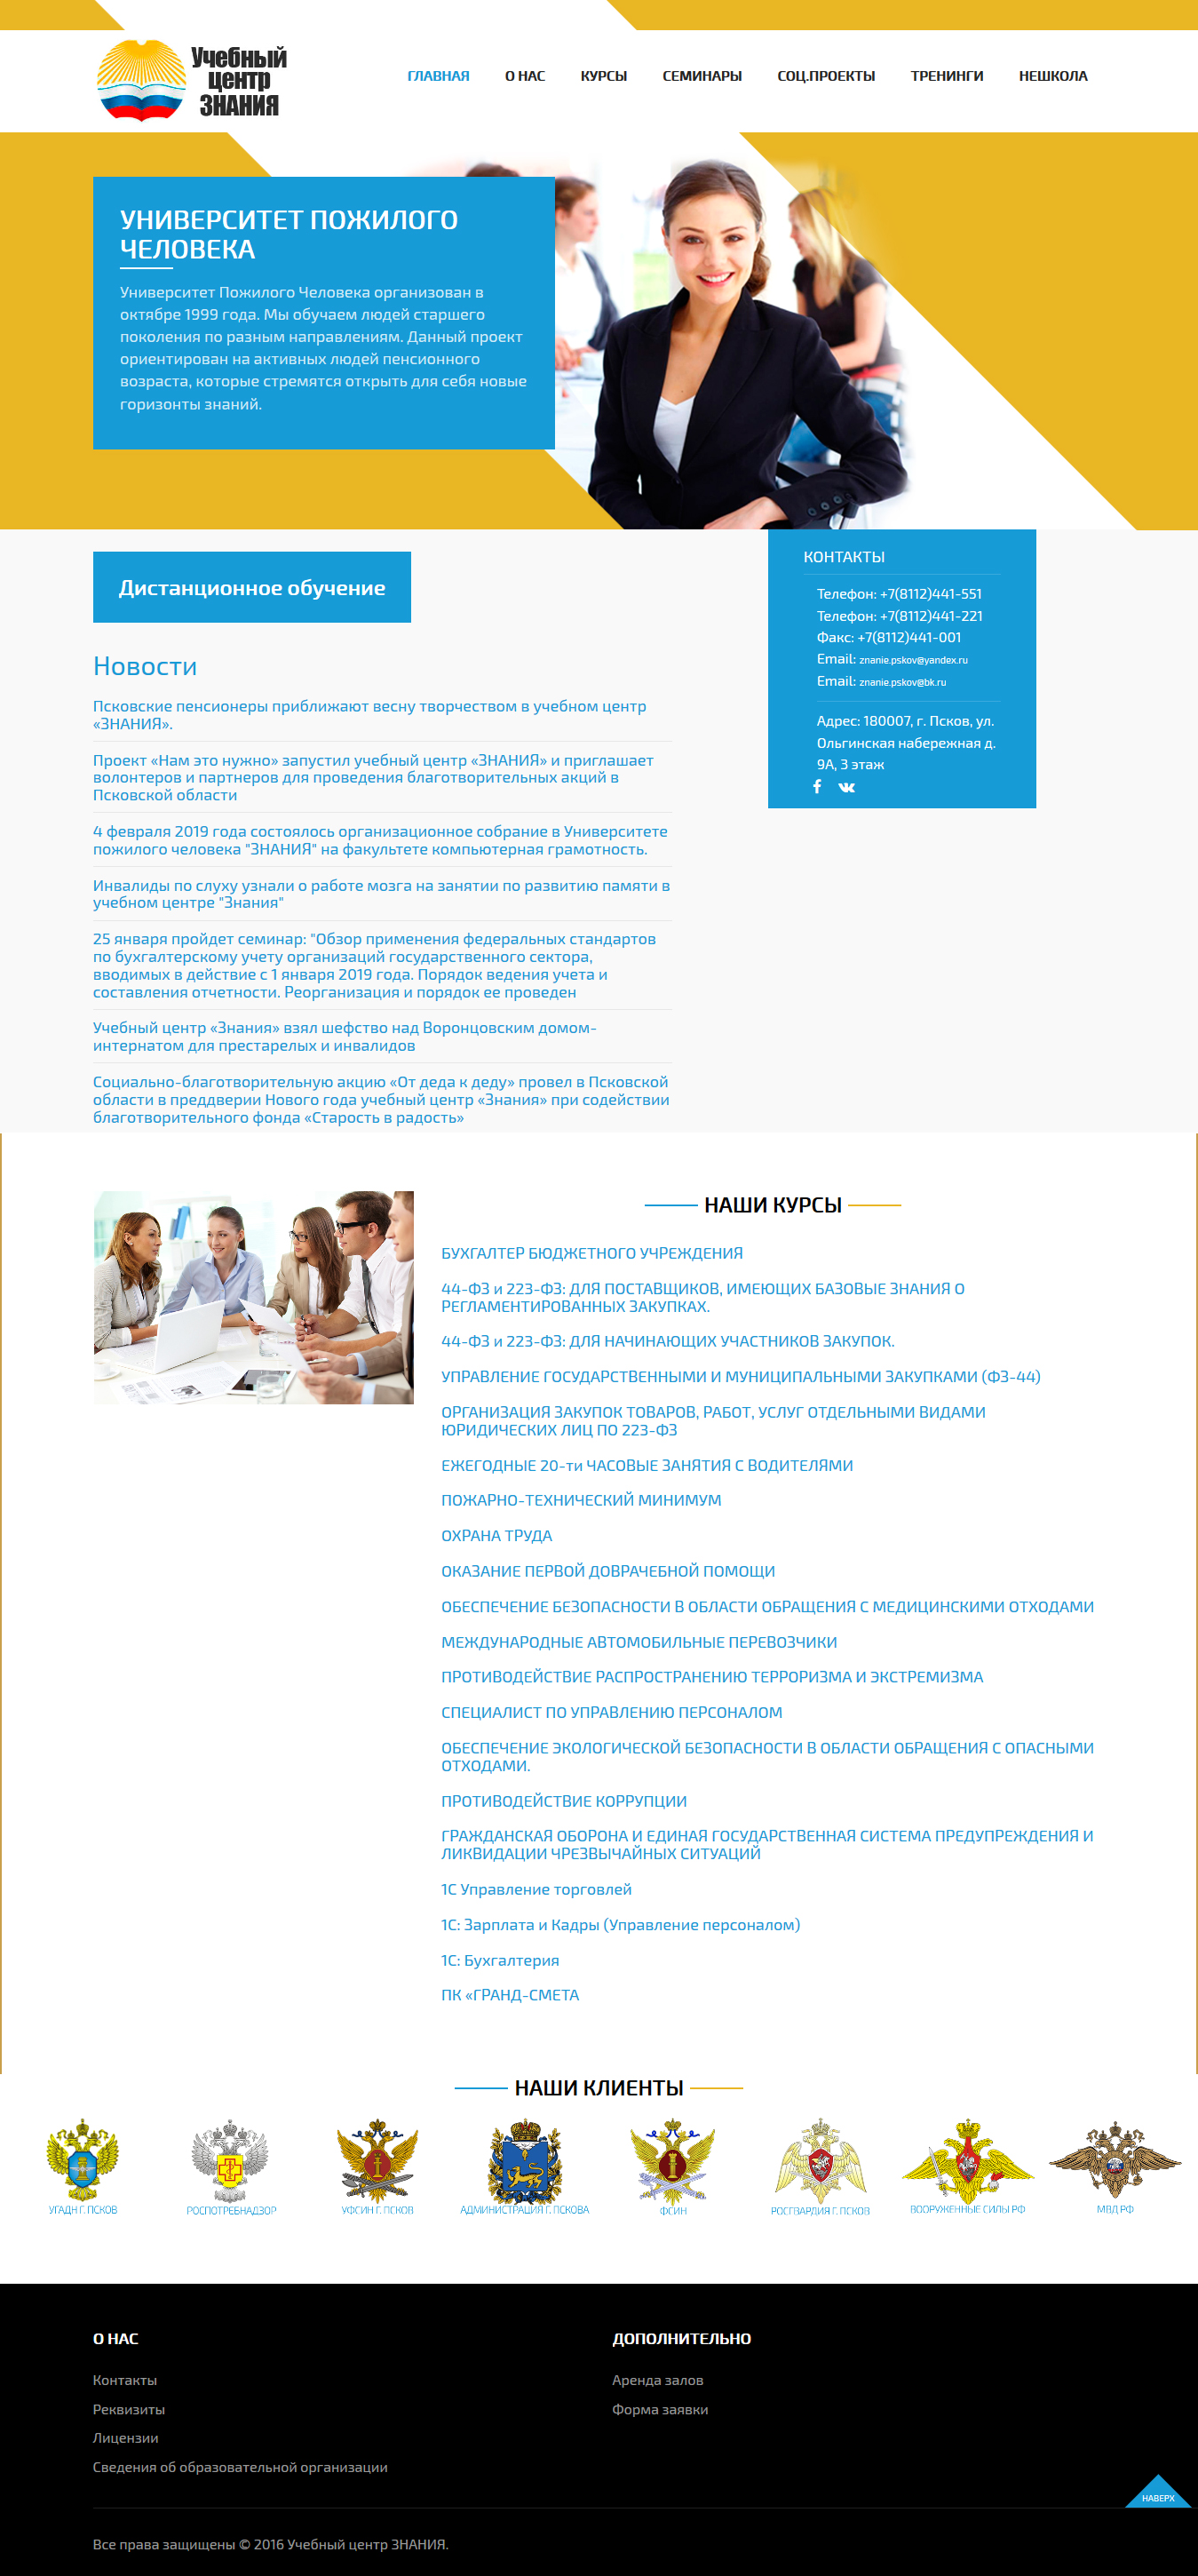 Учебный
центр
ЗНАНИЯ
ГЛАВНАЯ О НАС КУРСЫ СЕМИНАРЫ СОЦ.ПРОЕКТЫ ТРЕНИНГИ НЕШКОЛА
УНИВЕРСИТЕТ ПОЖИЛОГО
ЧЕЛОВЕКА
Университет Пожилого Человека организован в
октябре 1999 года. Мы обучаем людей старшего
поколения по разным направлениям. Данный проект
ориентирован на активных людей пенсионного
возраста, которые стремятся открыть для себя новые
горизонты знаний.
Дистанционное обучение
Новости
Псковские пенсионеры приближают весну творчеством в учебном центр
«ЗНАНИЯ».
Проект «Нам это нужно» запустил учебный центр «ЗНАНИЯ» и приглашает
волонтеров и партнеров для проведения благотворительных акций в
Псковской области
4 февраля 2019 года состоялось организационное собрание в Университете
пожилого человека "ЗНАНИЯ" на факультете компьютерная грамотность.
Инвалиды по слуху узнали о работе мозга на занятии по развитию памяти в
учебном центре "Знания"
25 января пройдет семинар: "Обзор применения федеральных стандартов
по бухгалтерскому учету организаций государственного сектора,
вводимых в действие с 1 января 2019 года. Порядок ведения учета и
составления отчетности. Реорганизация и порядок ее проведен
Учебный центр «Знания» взял шефство над Воронцовским домом-
интернатом для престарелых и инвалидов
Социально-благотворительную акцию «От деда к деду» провел в Псковской
области в преддверии Нового года учебный центр «Знания» при содействии
благотворительного фонда «Старость в радость»
КОНТАКТЫ
Телефон: +7(8112)441-551
Телефон: +7(8112)441-221
Факс: +7(8112)441-001
Email: znanie.pskov@yandex.ru
Email: znanie.pskov@bk.ru
Адрес: 180007, г. Псков, ул.
Ольгинская набережная д.
9А, 3 этаж
НАШИ КУРСЫ
БУХГАЛТЕР БЮДЖЕТНОГО УЧРЕЖДЕНИЯ
44-ФЗ и 223-ФЗ: ДЛЯ ПОСТАВЩИКОВ, ИМЕЮЩИХ БАЗОВЫЕ ЗНАНИЯ О
РЕГЛАМЕНТИРОВАННЫХ ЗАКУПКАХ.
44-ФЗ и 223-ФЗ: ДЛЯ НАЧИНАЮЩИХ УЧАСТНИКОВ ЗАКУПОК.
УПРАВЛЕНИЕ ГОСУДАРСТВЕННЫМИ И МУНИЦИПАЛЬНЫМИ ЗАКУПКАМИ (ФЗ-44)
ОРГАНИЗАЦИЯ ЗАКУПОК ТОВАРОВ, РАБОТ, УСЛУГ ОТДЕЛЬНЫМИ ВИДАМИ
ЮРИДИЧЕСКИХ ЛИЦ ПО 223-ФЗ
ЕЖЕГОДНЫЕ 20-ти ЧАСОВЫЕ ЗАНЯТИЯ С ВОДИТЕЛЯМИ
ПОЖАРНО-ТЕХНИЧЕСКИЙ МИНИМУМ
ОХРАНА ТРУДА
ОКАЗАНИЕ ПЕРВОЙ ДОВРАЧЕБНОЙ ПОМОЩИ
ОБЕСПЕЧЕНИЕ БЕЗОПАСНОСТИ В ОБЛАСТИ ОБРАЩЕНИЯ С МЕДИЦИНСКИМИ ОТХОДАМИ
МЕЖДУНАРОДНЫЕ АВТОМОБИЛЬНЫЕ ПЕРЕВОЗЧИКИ
ПРОТИВОДЕЙСТВИЕ РАСПРОСТРАНЕНИЮ ТЕРРОРИЗМА И ЭКСТРЕМИЗМА
СПЕЦИАЛИСТ ПО УПРАВЛЕНИЮ ПЕРСОНАЛОМ
ОБЕСПЕЧЕНИЕ ЭКОЛОГИЧЕСКОЙ БЕЗОПАСНОСТИ В ОБЛАСТИ ОБРАЩЕНИЯ С ОПАСНЫМИ
ОТХОДАМИ.
ПРОТИВОДЕЙСТВИЕ КОРРУПЦИИ
ГРАЖДАНСКАЯ ОБОРОНА И ЕДИНАЯ ГОСУДАРСТВЕННАЯ СИСТЕМА ПРЕДУПРЕЖДЕНИЯ И
ЛИКВИДАЦИИ ЧРЕЗВЫЧАЙНЫХ СИТУАЦИЙ
1С Управление торговлей
1С: Зарплата и Кадры (Управление персоналом)
1С: Бухгалтерия
ПК «ГРАНД-СМЕТА
НАШИ КЛИЕНТЫ
УГАДН Г. ПСКОВ РОСПОТРЕБНАДЗОР УФСИН Г. ПСКОВ АДМИНИСТРАЦИЯ Г. ПСКОВА ФСИН РОСГВАРДИЯ Г. ПСКОВ ВООРУЖЕННЫЕ СИЛЫ РФ МВД РФ
О НАС
Контакты
Реквизиты
Лицензии
Сведения об образовательной организации
ДОПОЛНИТЕЛЬНО
Аренда залов
Форма заявки
НАВЕРХ
Все права защищены © 2016 Учебный центр ЗНАНИЯ.